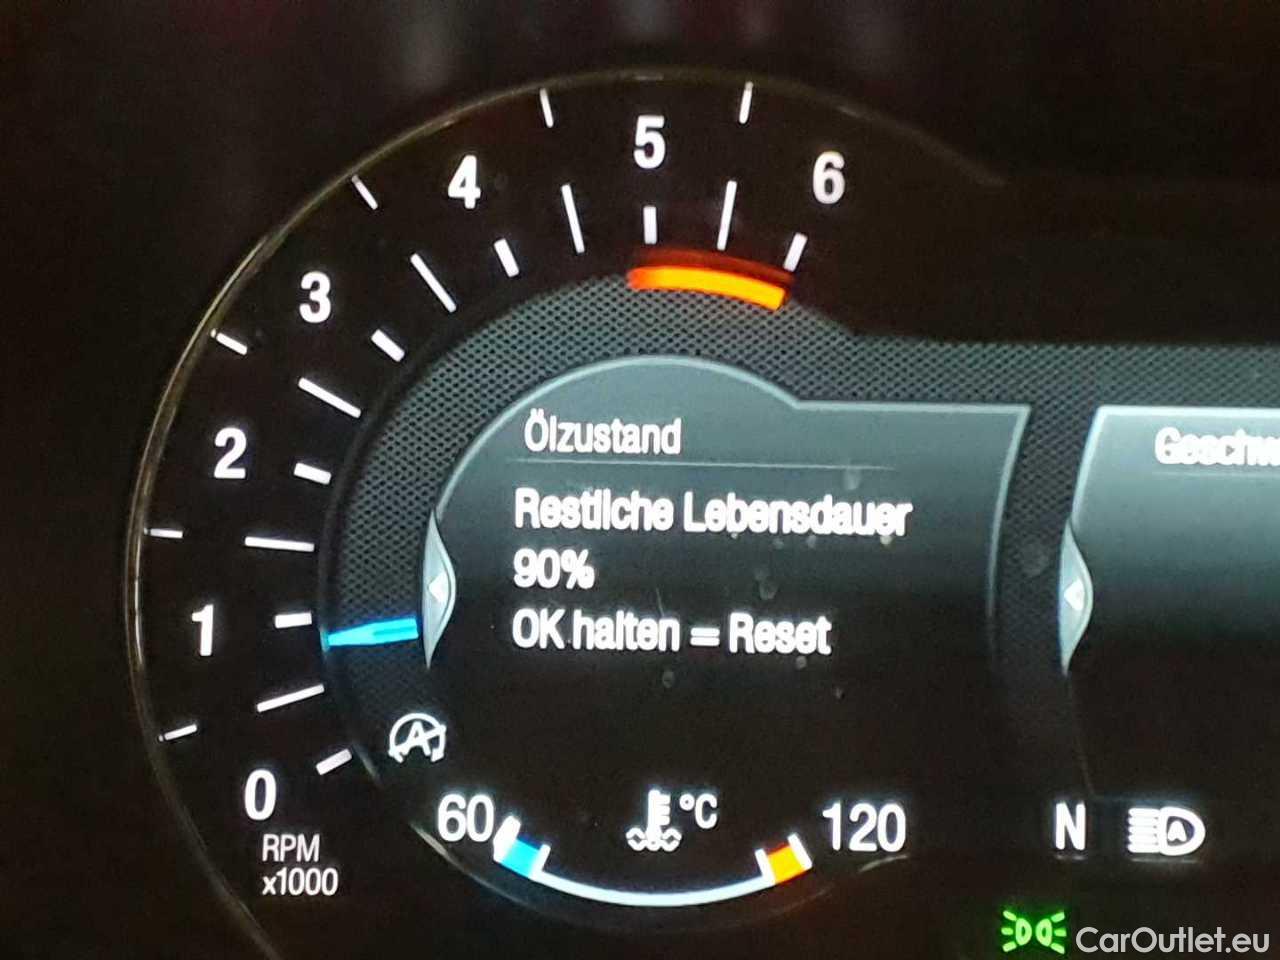 5
6
4
3
2
1
0
RPM
x1000
Ölzustand
Restliche Lebensdauer
90%
OK halten = Reset
A
60
°C
120
N
A
CarOutlet.eu